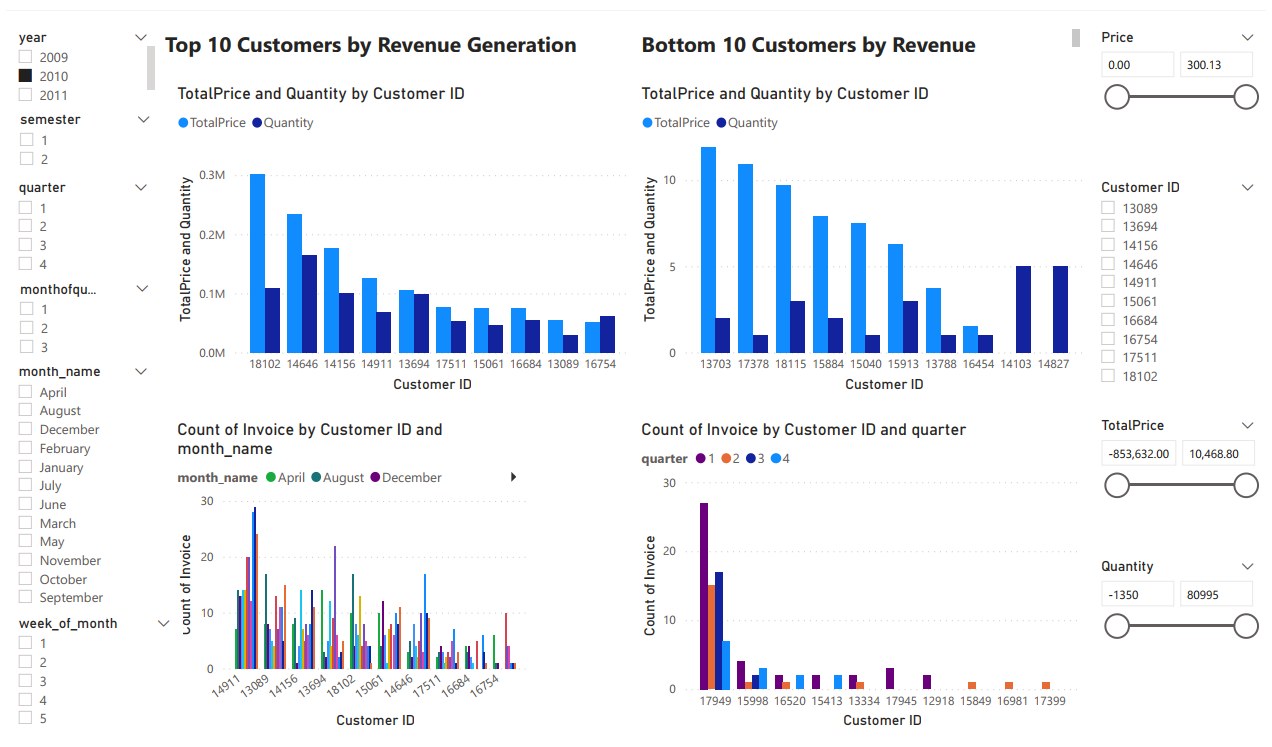 year
2009
2010
2011
semester
1
2
quarter
1
2
3
4
monthofqu...
1
2
3
month_name
April
August
December
February
January
July
June
March
May
November
October
September
week_of_month
1
2
3
4
5
Top 10 Customers by Revenue Generation
TotalPrice and Quantity by Customer ID
TotalPrice Quantity
TotalPrice and Quantity
0.3M
0.2M
0.1M
0.0M
18102 14646 14156 14911 13694 17511 15061 16684 13089 16754
Customer ID
Bottom 10 Customers by Revenue
TotalPrice and Quantity by Customer ID
TotalPrice Quantity
TotalPrice and Quantity
10
5
0
13703 17378 18115 15884 15040 15913 13788 16454 14103 14827
Customer ID
Count of Invoice by Customer ID and
month_name
month_name April August December
Count of Invoice
30
20
10
0
14911 13089 14156 13694 18102 15061 14646 17511 16684 16754
Customer ID
Count of Invoice by Customer ID and quarter
quarter 1 2 3 4
Count of Invoice
30
20
10
0
17949 15998 16520 15413 13334 17945 12918 15849 16981 17399
Customer ID
Price
0.00 300.13
Customer ID
13089
13694
14156
14646
14911
15061
16684
16754
17511
18102
TotalPrice
-853,632.00 10,468.80
Quantity
-1350 80995